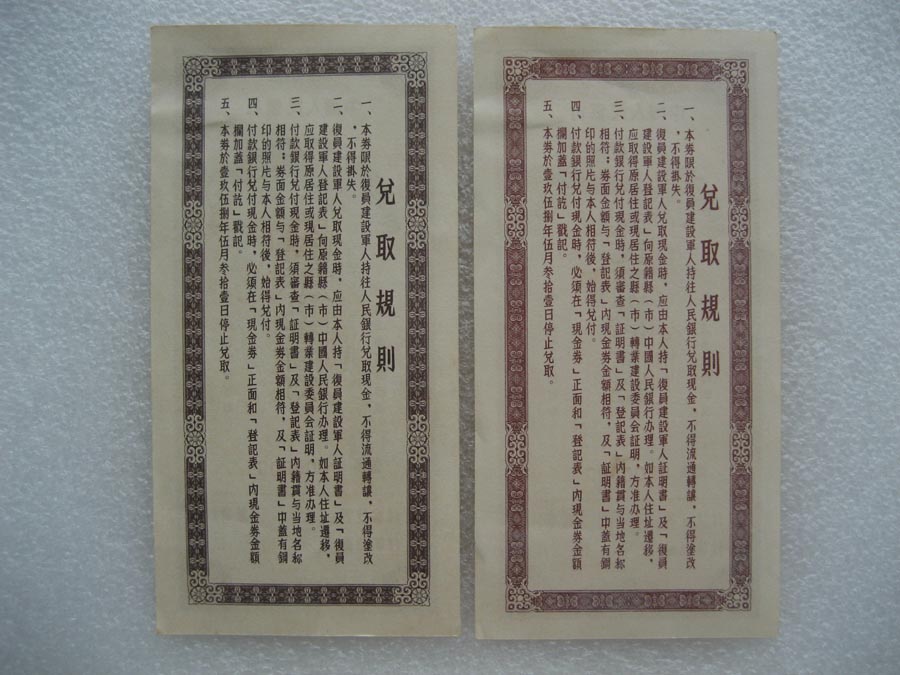 兌取規則
一、本券限於復員建設軍人持往人民銀行兌取現金，不得流通轉讓，不得塗改
，不得掛失。
二、復員建設軍人兌取現金時，应由本人持「復員建設軍人証明書」及「復員
建設軍人登記表」向原籍縣（市）中國人民銀行办理。如本人住址遷移，
应取得原居住或現居住之縣（市）轉業建設委員会証明，方准办理。
三、付款銀行兌付現金時，須審查「証明書」及「登記表」內籍貫与当地名称
相符；券面金額与「登記表」內現金券金額相符，及「証明書」中蓋有鋼
印的照片与本人相符後，始得兌付。
四、付款銀行兌付現金時，必須在「現金券」正面和「登記表」內現金券金額
欄加蓋「付訖」戳記。
五、本券於壹玖伍捌年伍月叁拾壹日停止兌取。
兌取規則
一、本券限於復員建設軍人持往人民銀行兌取現金，不得流通轉讓，不得塗改
，不得掛失。
二、復員建設軍人兌取現金時，应由本人持「復員建設軍人証明書」及「復員
建設軍人登記表」向原籍縣（市）中國人民銀行办理。如本人住址遷移，
应取得原居住或現居住之縣（市）轉業建設委員会証明，方准办理。
三、付款銀行兌付現金時，須審查「証明書」及「登記表」內籍貫与当地名称
相符；券面金額与「登記表」內現金券金額相符，及「証明書」中蓋有鋼
印的照片与本人相符後，始得兌付。
四、付款銀行兌付現金時，必須在「現金券」正面和「登記表」內現金券金額
欄加蓋「付訖」戳記。
五、本券於壹玖伍捌年伍月叁拾壹日停止兌取。